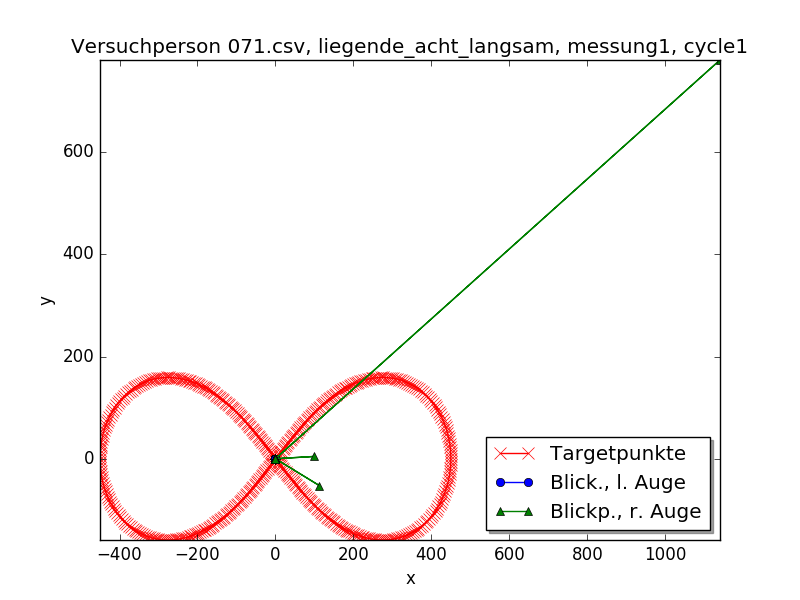 Versuchperson 071.csv, liegende_acht_langsam, messung1, cycle1
y
600
400
200
0
Targetpunkte
Blick., l. Auge
Blickp., r. Auge
−400 −200 0 200 400 600 800 1000
x